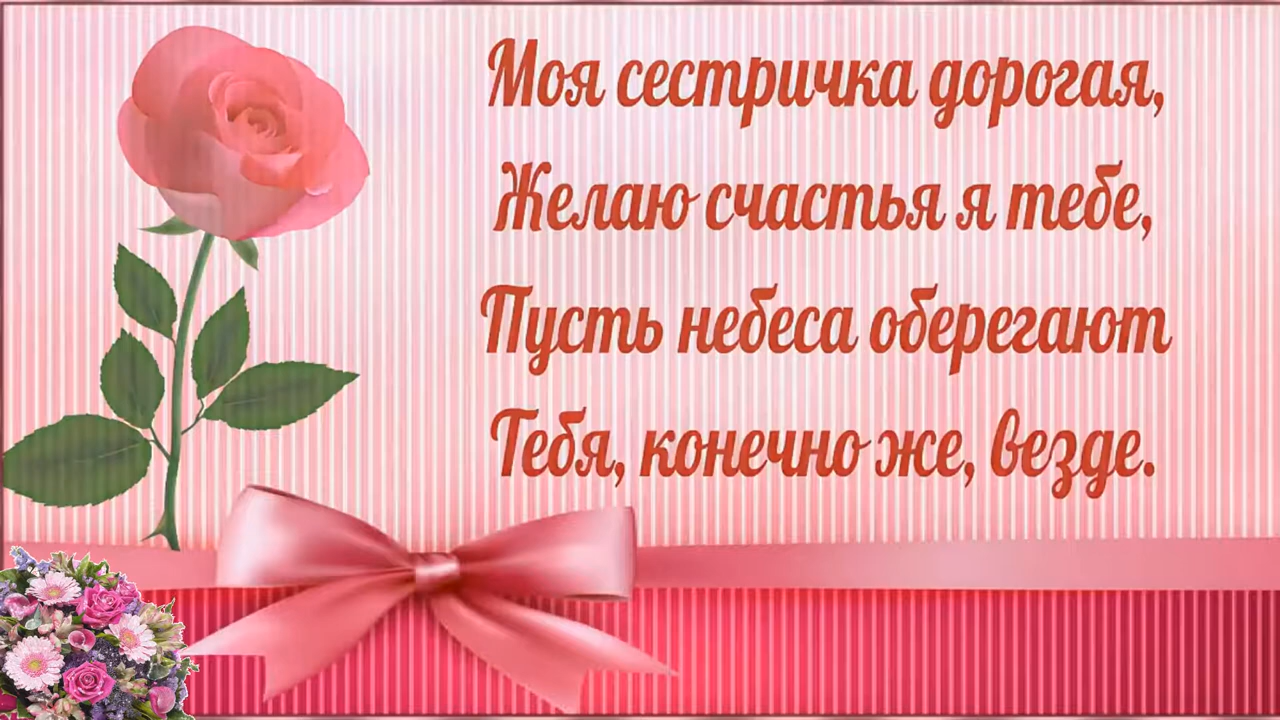 Моя сестричка дорогая,
Желаю счастья я тебе,
Пусть небеса оберегают
Тебя, конечно же, везде.